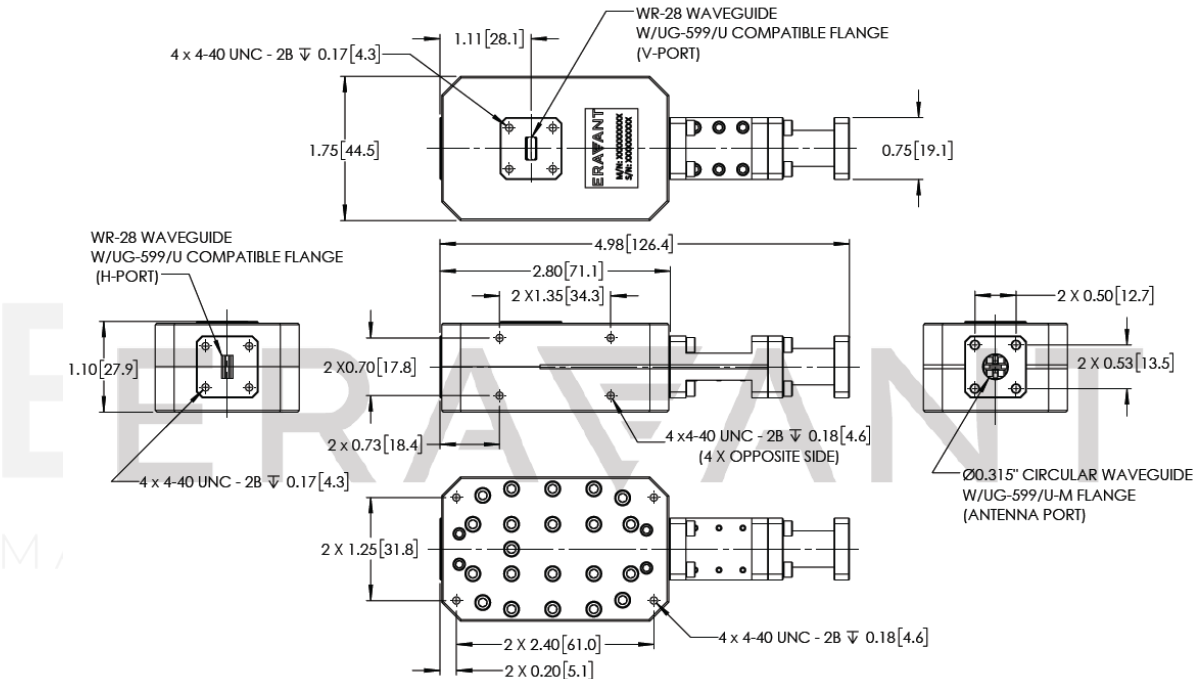 WR-28 WAVEGUIDE
W/UG-599/U COMPATIBLE FLANGE
(V-PORT)
1.11[28.1]
4 x 4-40 UNC - 2B ↧ 0.17[4.3]
1.75[44.5]
ERAVANT
M/N: XXXXXXXXXX
S/N: XXXXXXXXXX
0.75[19.1]
WR-28 WAVEGUIDE
W/UG-599/U COMPATIBLE FLANGE
(H-PORT)
4.98[126.4]
2.80[71.1]
2 X1.35[34.3]
2 X 0.50[12.7]
1.10[27.9]
2 X0.70[17.8]
2 X 0.53[13.5]
2 x 0.73[18.4]
4 x4-40 UNC - 2B ↧ 0.18[4.6]
(4 X OPPOSITE SIDE)
4 x 4-40 UNC - 2B ↧ 0.17[4.3]
Ø0.315" CIRCULAR WAVEGUIDE
W/UG-599/U-M FLANGE
(ANTENNA PORT)
ERAVANT
2 X 1.25[31.8]
4 x 4-40 UNC - 2B ↧ 0.18[4.6]
2 X 2.40[61.0]
2 X 0.20[5.1]